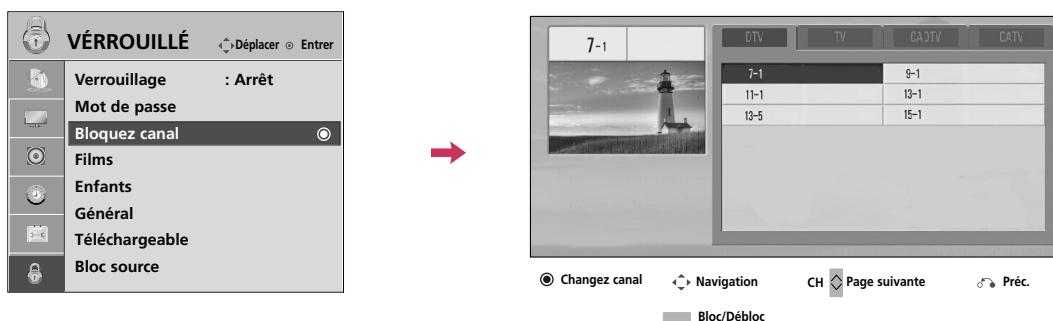 VÉRROUILLÉ Déplacer Entrer
Verrouillage : Arrêt
Mot de passe
Bloquez canal
Films
Enfants
Général
Téléchargeable
Bloc source
7-1
DTV TV CADTV CATV
7-1 9-1
11-1 13-1
13-5 15-1
Changez canal Navigation CH Page suivante Préc.
Bloc/Débloc